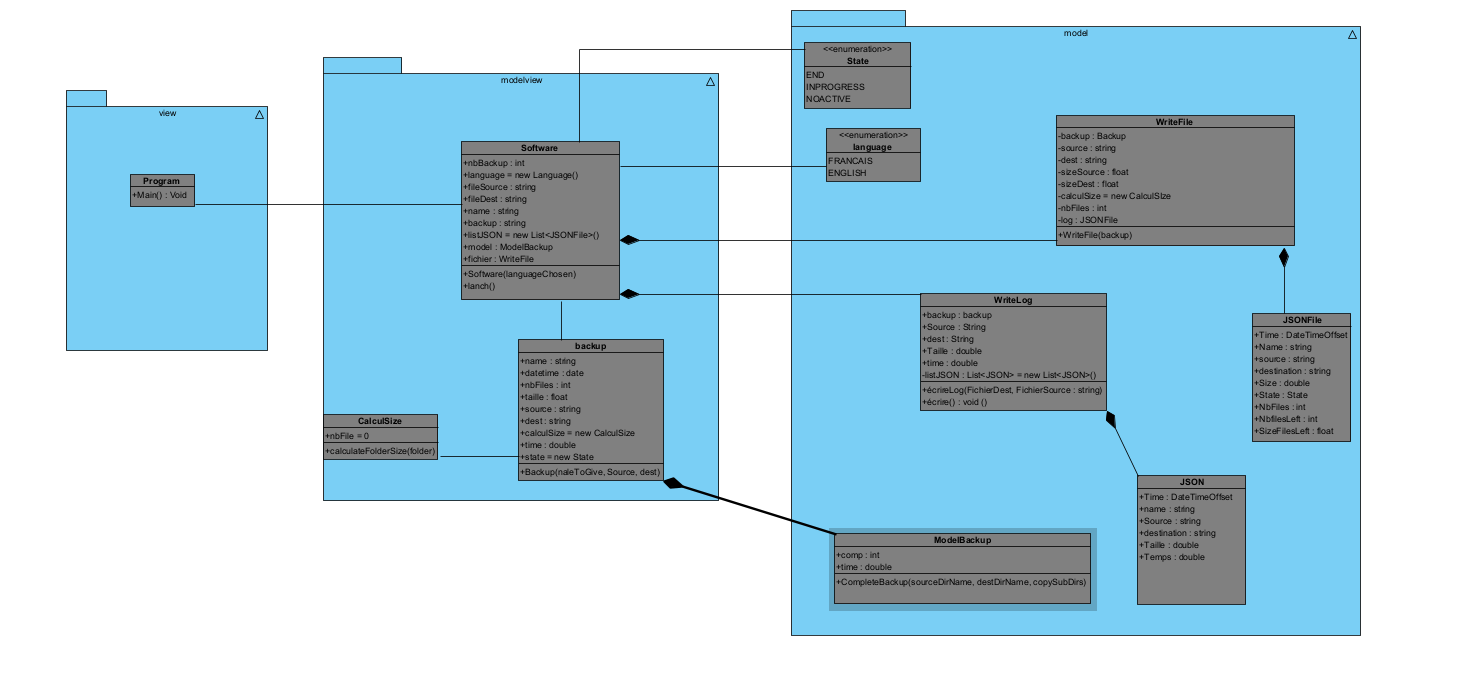 view
Program
+Main() : Void
modelview
Software
+nbBackup : int
+language = new Language()
+fileSource : string
+fileDest : string
+name : string
+backup : string
+listJSON = new List<JSONFile>()
+model : ModelBackup
+fichier : WriteFile
+Software(languageChosen)
+lanch()
backup
+name : string
+datetime : date
+nbFiles : int
+taille : float
+source : string
+dest : string
+calculSize = new CalculSize
+time : double
+state = new State
+Backup(naleToGive, Source, dest)
CalculSize
+nbFile = 0
+calculateFolderSize(folder)
model
<<enumeration>>
State
END
INPROGRESS
NOACTIVE
<<enumeration>>
language
FRANCAIS
ENGLISH
WriteFile
-backup : Backup
-source : string
-dest : string
-sizeSource : float
-sizeDest : float
-calculSize = new CalculSIze
-nbFiles : int
-log : JSONFile
+WriteFile(backup)
WriteLog
+backup : backup
+Source : String
+dest : String
+Taille : double
+time : double
-listJSON : List<JSON> = new List<JSON>()
+écrireLog(FichierDest, FichierSource : string)
+écrire() : void ()
JSONFile
+Time : DateTimeOffset
+Name : string
+source : string
+destination : string
+Size : double
+State : State
+NbFiles : int
+NbfilesLeft : int
+SizeFilesLeft : float
JSON
+Time : DateTimeOffset
+name : string
+Source : string
+destination : string
+Taille : double
+Temps : double
ModelBackup
+comp : int
+time : double
+CompleteBackup(sourceDirName, destDirName, copySubDirs)